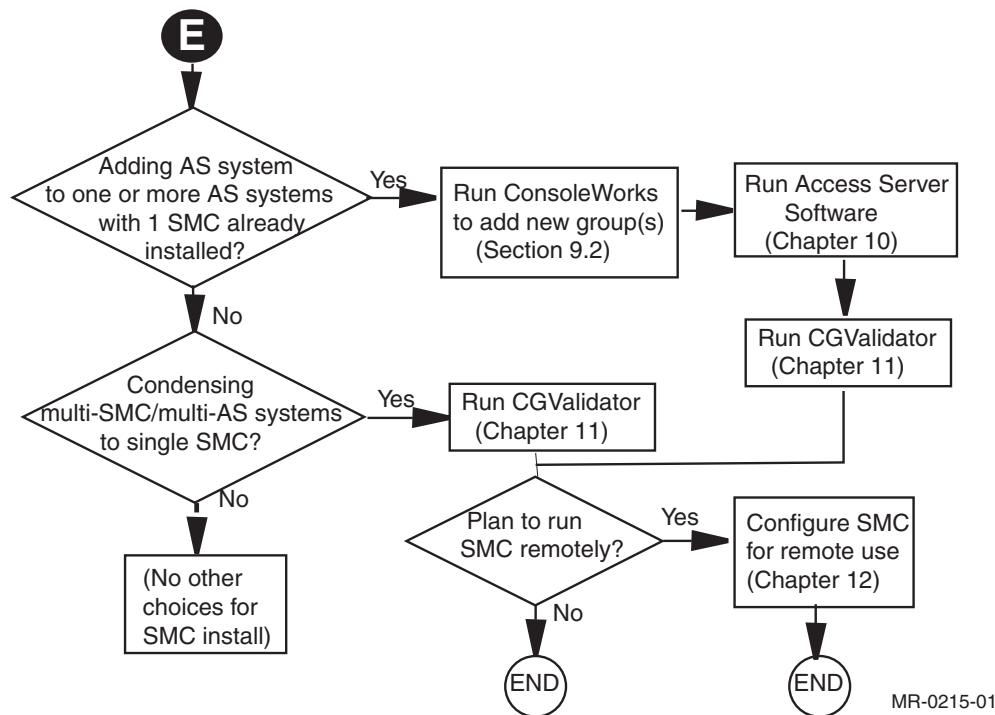 E
Adding AS system
to one or more AS systems
with 1 SMC already
installed?
Yes
Run ConsoleWorks
to add new group(s)
(Section 9.2)
Run Access Server
Software
(Chapter 10)
Run CGValidator
(Chapter 11)
No
Condensing
multi-SMC/multi-AS systems
to single SMC?
Yes
Run CGValidator
(Chapter 11)
No
(No other
choices for
SMC install)
Plan to run
SMC remotely?
Yes
Configure SMC
for remote use
(Chapter 12)
No
END
END
MR-0215-01